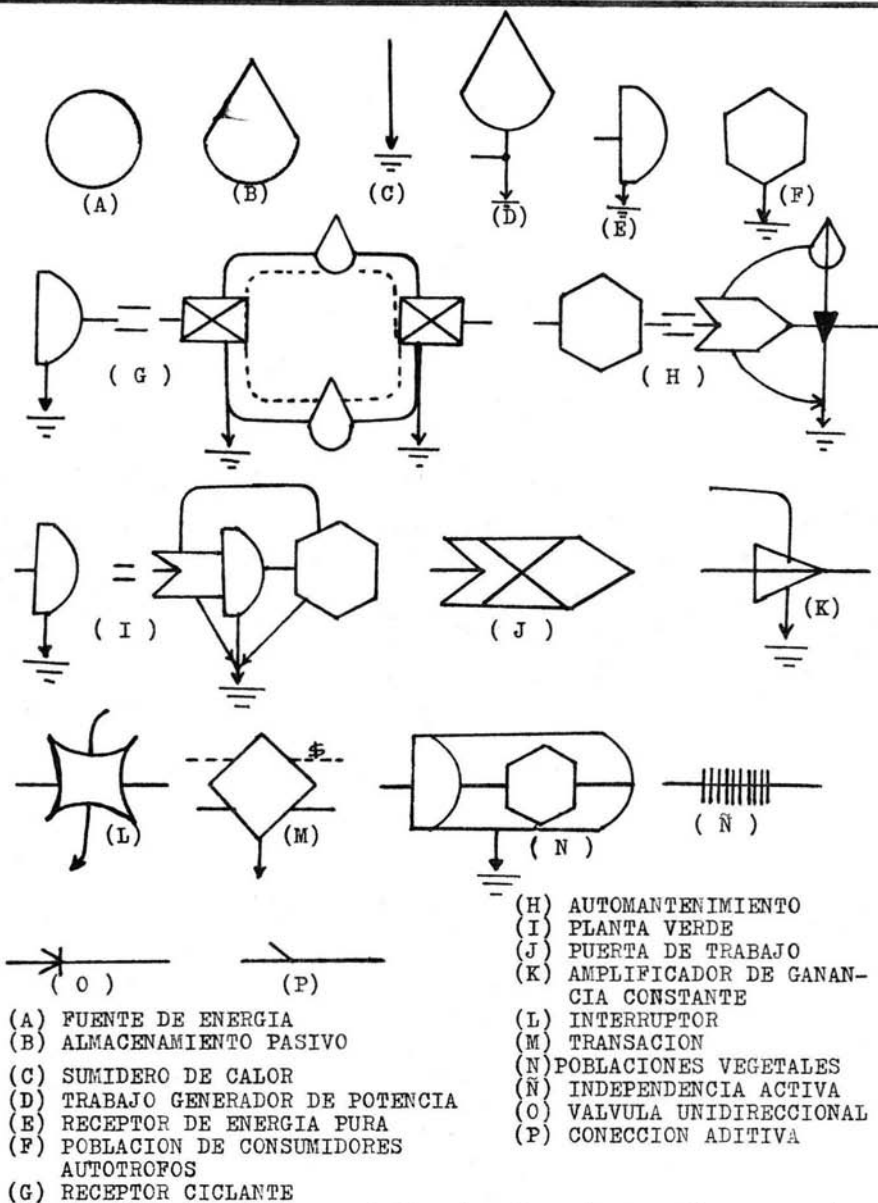 (A)
(B)
(C)
(D)
(E)
(F)
( G )
( H )
( I )
( J )
(K)
(L)
$
(M)
( N )
( Ñ )
( O )
(P)
(A) FUENTE DE ENERGIA
(B) ALMACENAMIENTO PASIVO
(C) SUMIDERO DE CALOR
(D) TRABAJO GENERADOR DE POTENCIA
(E) RECEPTOR DE ENERGIA PURA
(F) POBLACION DE CONSUMIDORES
AUTOTROFOS
(G) RECEPTOR CICLANTE
(H) AUTOMANTENIMIENTO
(I) PLANTA VERDE
(J) PUERTA DE TRABAJO
(K) AMPLIFICADOR DE GANAN-
CIA CONSTANTE
(L) INTERRUPTOR
(M) TRANSACION
(N)POBLACIONES VEGETALES
(Ñ) INDEPENDENCIA ACTIVA
(O) VALVULA UNIDIRECCIONAL
(P) CONECCION ADITIVA